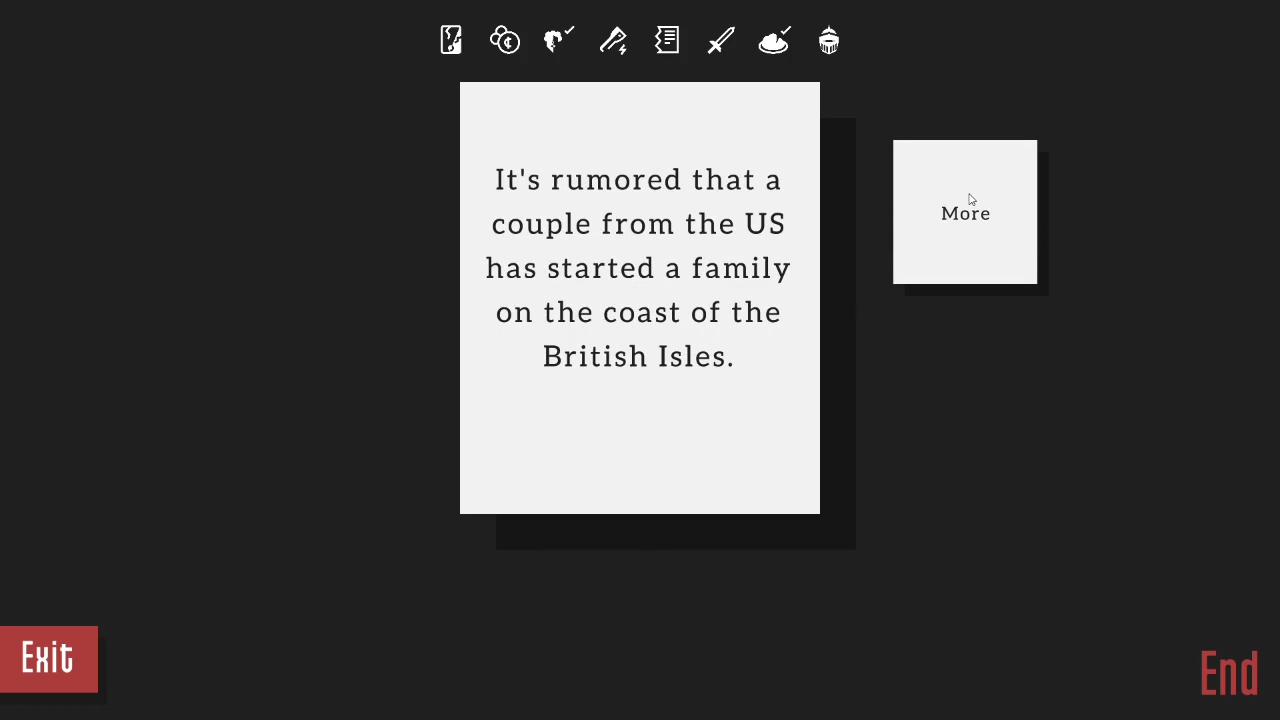 It's rumored that a
couple from the US
has started a family
on the coast of the
British Isles.
More
Exit
End